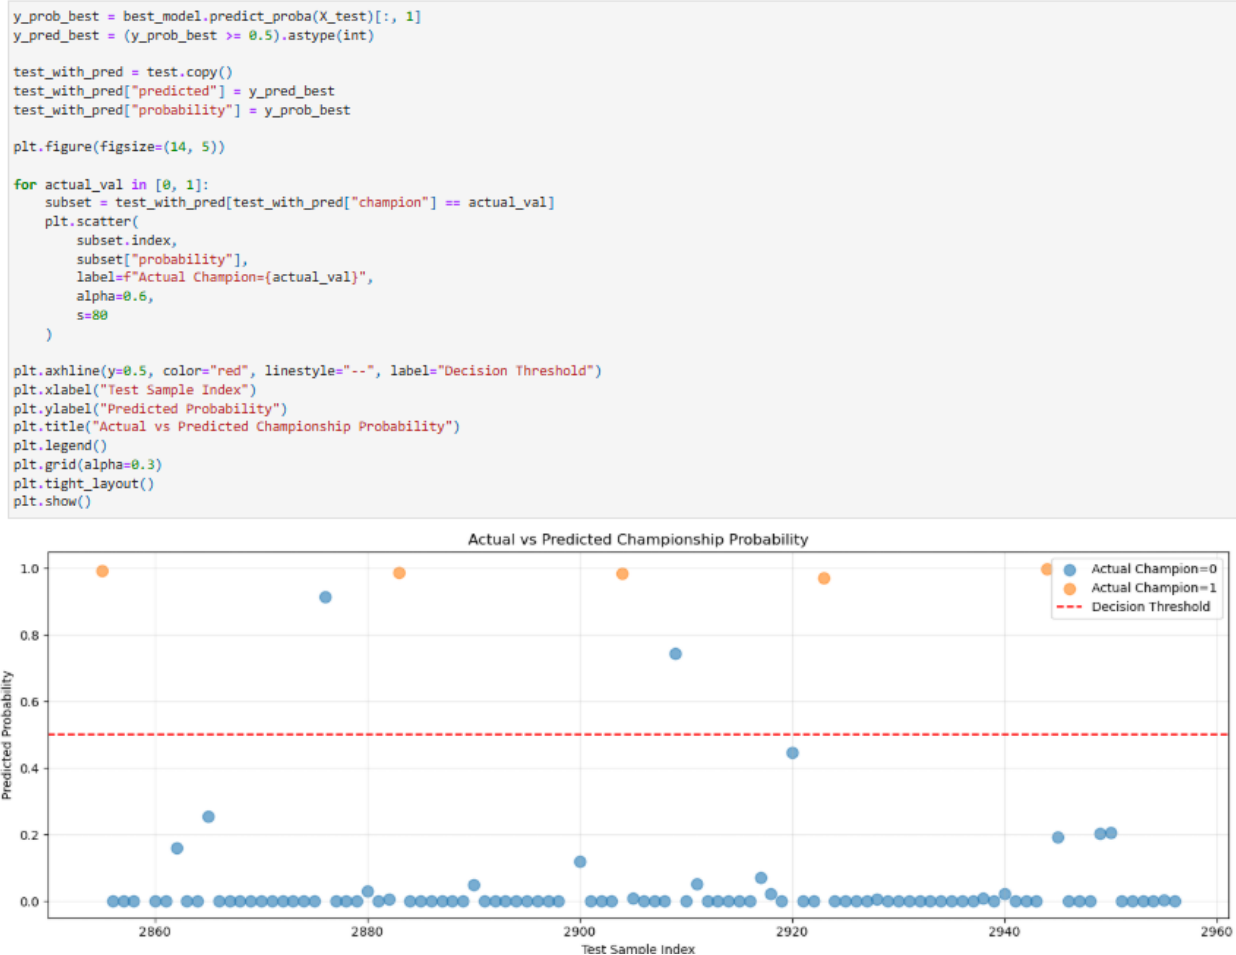 y_prob_best = best_model.predict_proba(X_test)[:, 1]
y_pred_best = (y_prob_best >= 0.5).astype(int)
test_with_pred = test.copy()
test_with_pred["predicted"] = y_pred_best
test_with_pred["probability"] = y_prob_best
plt.figure(figsize=(14, 5))
for actual_val in [0, 1]:
    subset = test_with_pred[test_with_pred["champion"] == actual_val]
    plt.scatter(
        subset.index,
        subset["probability"],
        label=f"Actual Champion={actual_val}",
        alpha=0.6,
        s=80
    )
plt.axhline(y=0.5, color="red", linestyle="--", label="Decision Threshold")
plt.xlabel("Test Sample Index")
plt.ylabel("Predicted Probability")
plt.title("Actual vs Predicted Championship Probability")
plt.legend()
plt.grid(alpha=0.3)
plt.tight_layout()
plt.show()
Actual vs Predicted Championship Probability
Actual Champion=0
Actual Champion=1
Decision Threshold
Predicted Probability
1.0
0.8
0.6
0.4
0.2
0.0
2860 2880 2900 2920 2940 2960
Test Sample Index